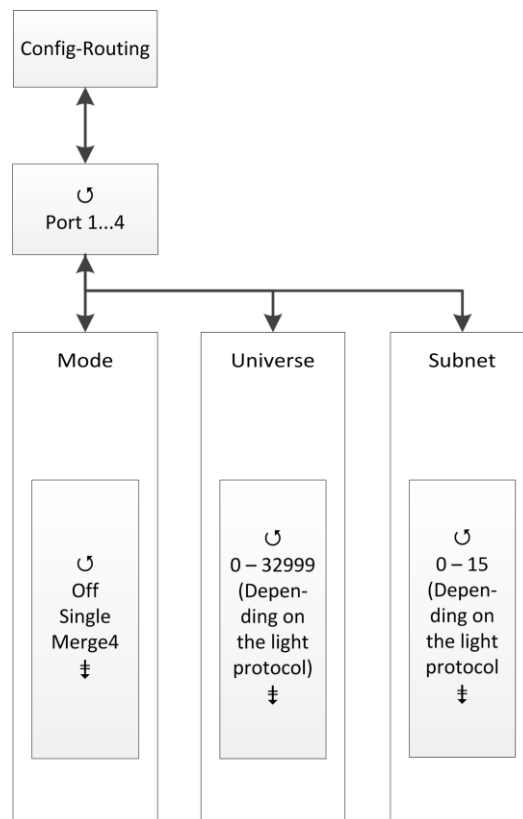 Config-Routing
↺
Port 1...4
Mode
↺
Off
Single
Merge4
⇟
Universe
↺
0 – 32999
(Depen-
ding on
the light
protocol)
⇟
Subnet
↺
0 – 15
(Depen-
ding on
the light
protocol
⇟